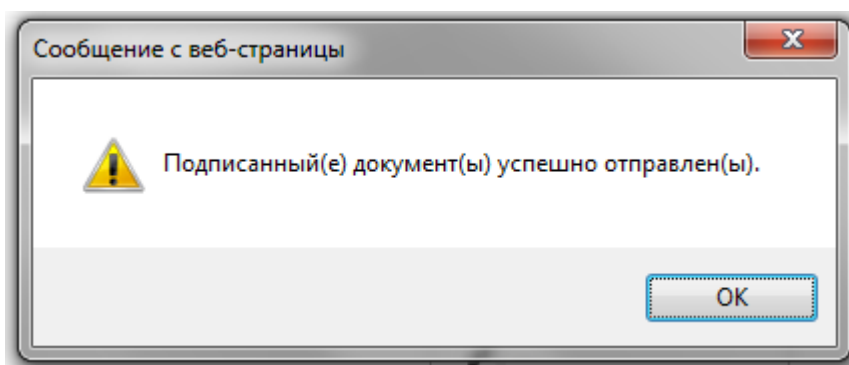 Сообщение с веб-страницы
Подписанный(е) документ(ы) успешно отправлен(ы).
OK